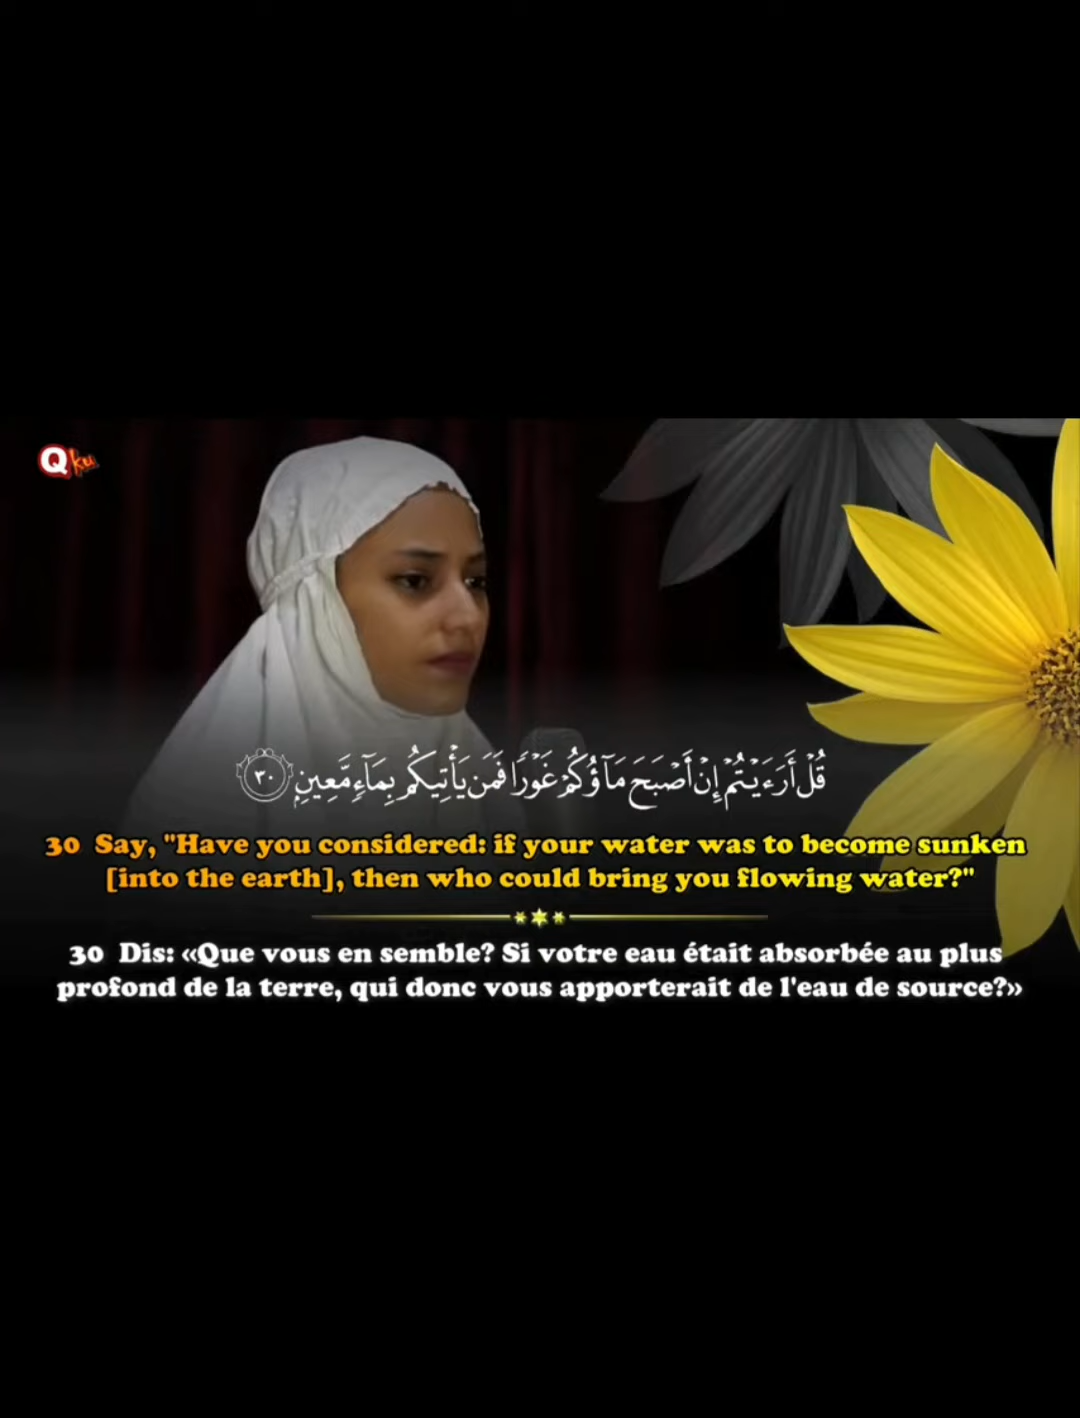 Qku
قُلْ أَرَءَيْتُمْ إِنْ أَصْبَحَ مَآؤُكُمْ غَوْرًا فَمَن يَأْتِيكُم بِمَآءٍ مَّعِينٍ ٣٠
30 Say, "Have you considered: if your water was to become sunken
[into the earth], then who could bring you flowing water?"
30 Dis: «Que vous en semble? Si votre eau était absorbée au plus
profond de la terre, qui donc vous apporterait de l'eau de source?»